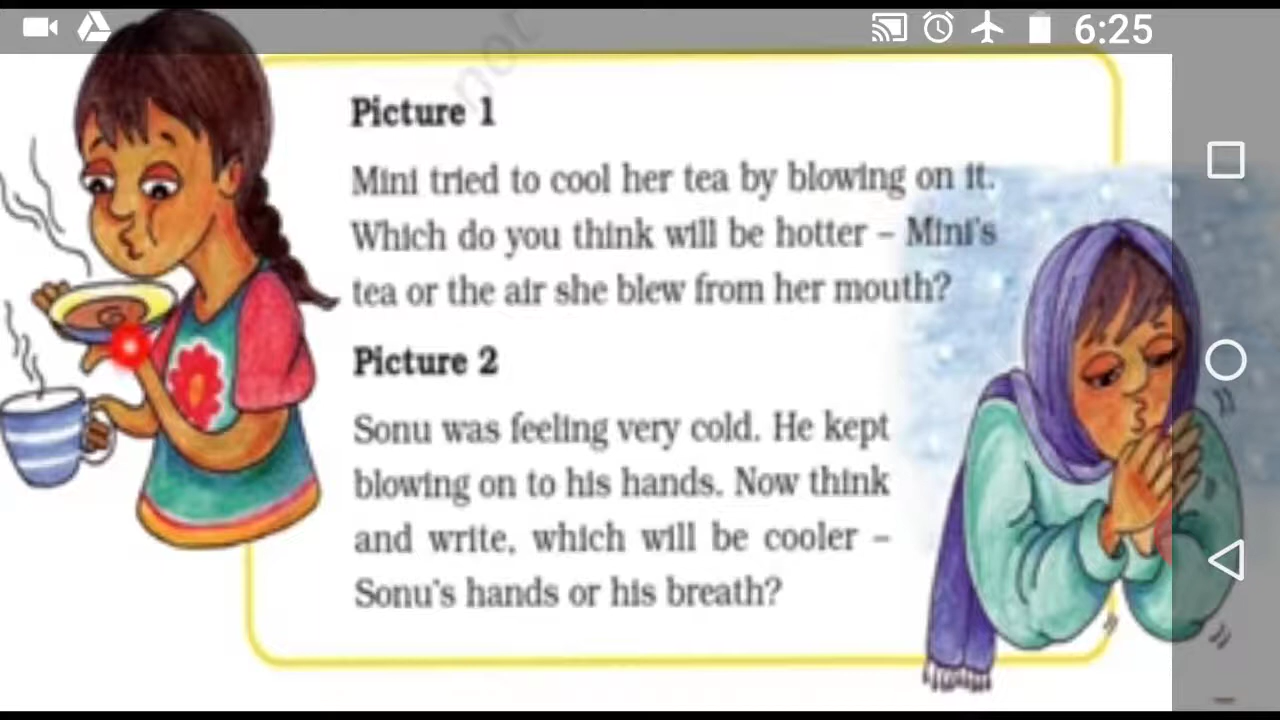 6:25
not
Picture 1
Mini tried to cool her tea by blowing on it.
Which do you think will be hotter – Mini's
tea or the air she blew from her mouth?
Picture 2
Sonu was feeling very cold. He kept
blowing on to his hands. Now think
and write, which will be cooler –
Sonu's hands or his breath?